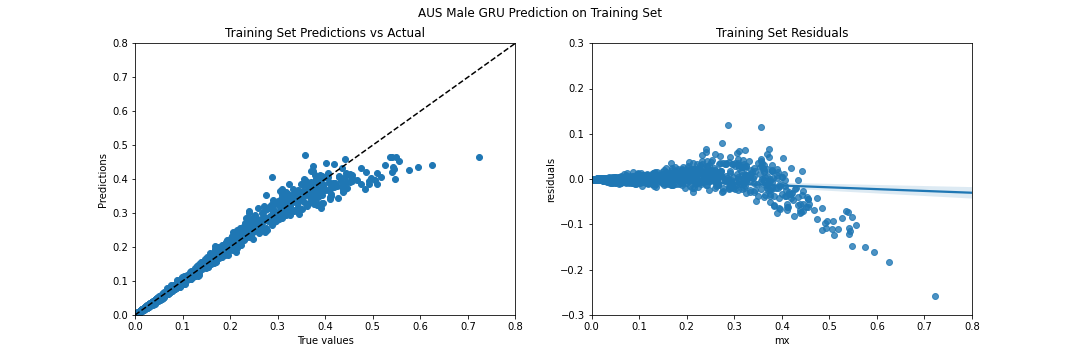 AUS Male GRU Prediction on Training Set
Training Set Predictions vs Actual
0.8
0.7
0.6
0.5
0.4
0.3
0.2
0.1
0.0
Predictions
0.0 0.1 0.2 0.3 0.4 0.5 0.6 0.7 0.8
True values
Training Set Residuals
0.3
0.2
0.1
0.0
−0.1
−0.2
−0.3
residuals
0.0 0.1 0.2 0.3 0.4 0.5 0.6 0.7 0.8
mx